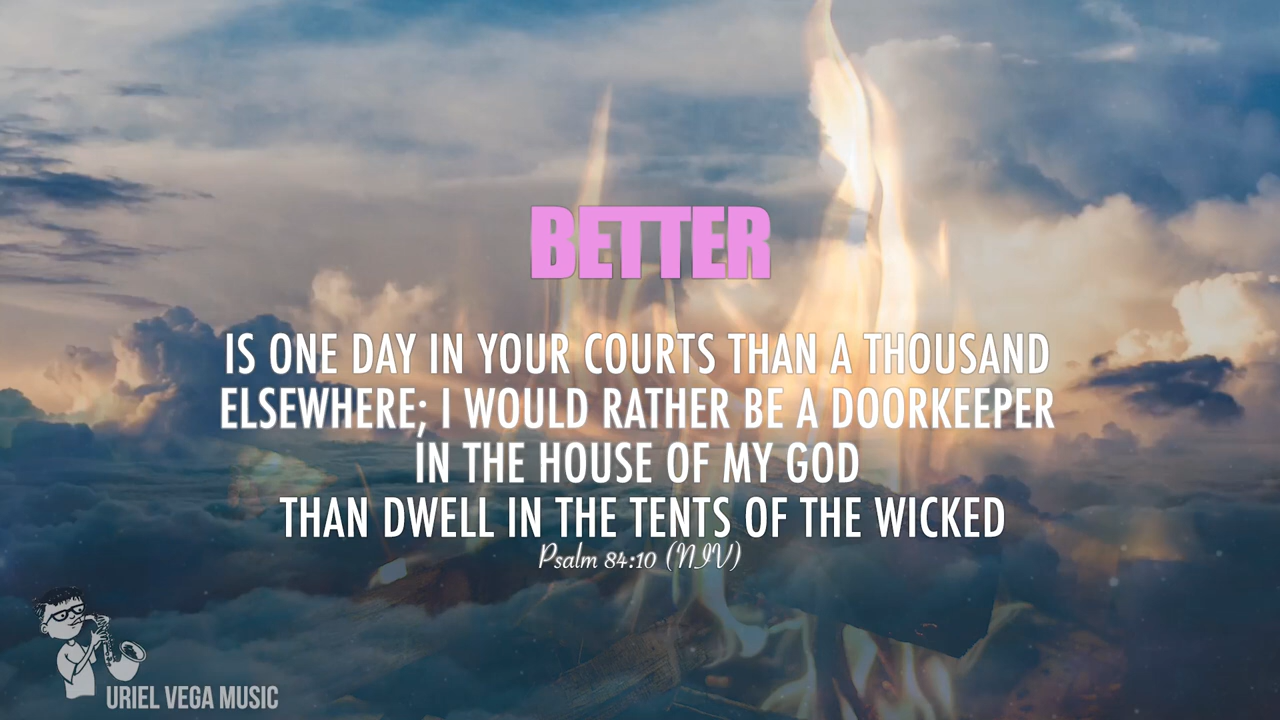 BETTER
IS ONE DAY IN YOUR COURTS THAN A THOUSAND
ELSEWHERE; I WOULD RATHER BE A DOORKEEPER
IN THE HOUSE OF MY GOD
THAN DWELL IN THE TENTS OF THE WICKED
Psalm 84:10 (NIV)
URIEL VEGA MUSIC